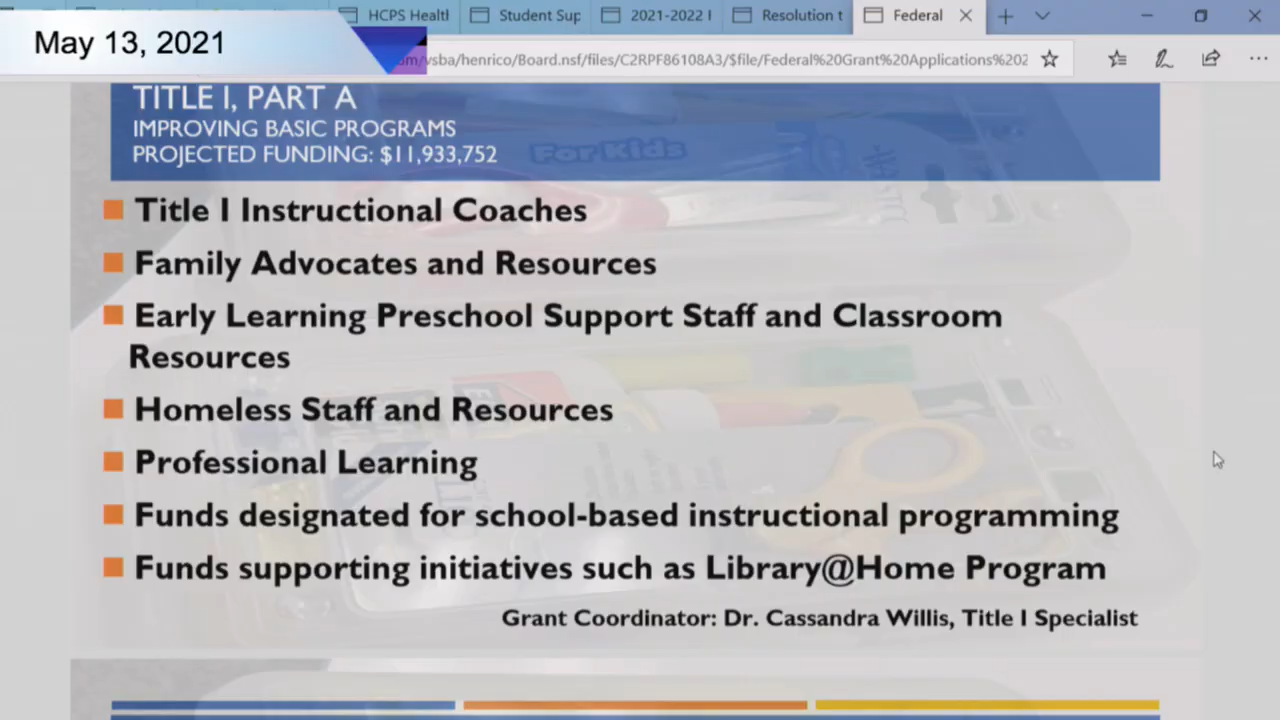 HCPS Healtl
Student Sup
2021-2022 I
Resolution t
Federal
May 13, 2021
om/vsba/henrico/Board.nsf/files/C2RPF86108A3/$file/Federal%20Grant%20Applications%202
TITLE I, PART A
IMPROVING BASIC PROGRAMS
PROJECTED FUNDING: $11,933,752
For Kids
Title I Instructional Coaches
Family Advocates and Resources
Early Learning Preschool Support Staff and Classroom
Resources
Homeless Staff and Resources
Professional Learning
Funds designated for school-based instructional programming
Funds supporting initiatives such as Library@Home Program
Grant Coordinator: Dr. Cassandra Willis, Title I Specialist